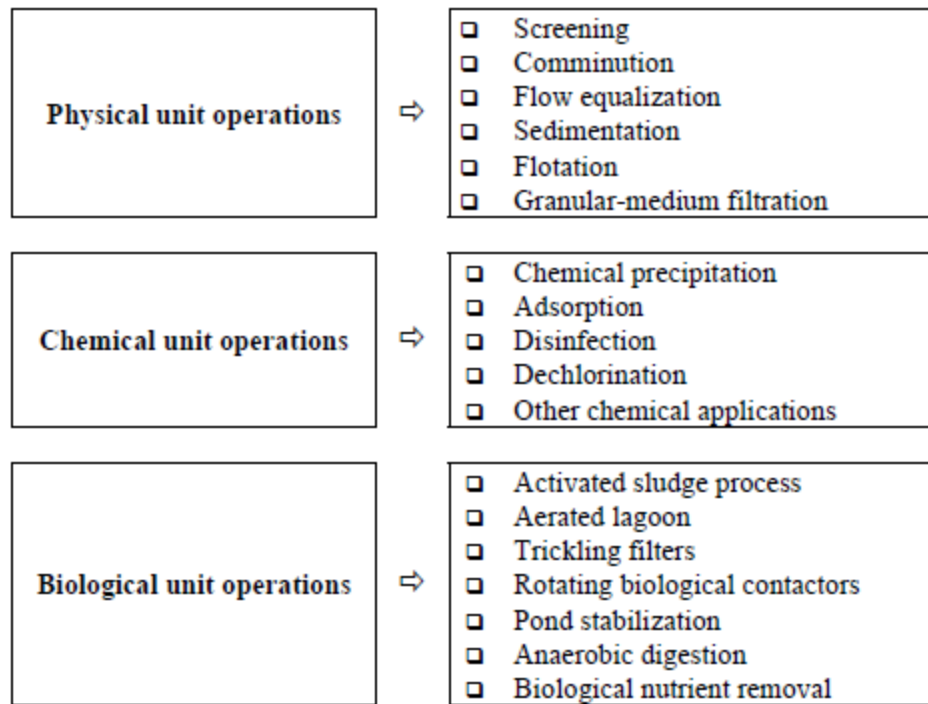 Physical unit operations
⇨
❑ Screening
❑ Comminution
❑ Flow equalization
❑ Sedimentation
❑ Flotation
❑ Granular-medium filtration
Chemical unit operations
⇨
❑ Chemical precipitation
❑ Adsorption
❑ Disinfection
❑ Dechlorination
❑ Other chemical applications
Biological unit operations
⇨
❑ Activated sludge process
❑ Aerated lagoon
❑ Trickling filters
❑ Rotating biological contactors
❑ Pond stabilization
❑ Anaerobic digestion
❑ Biological nutrient removal